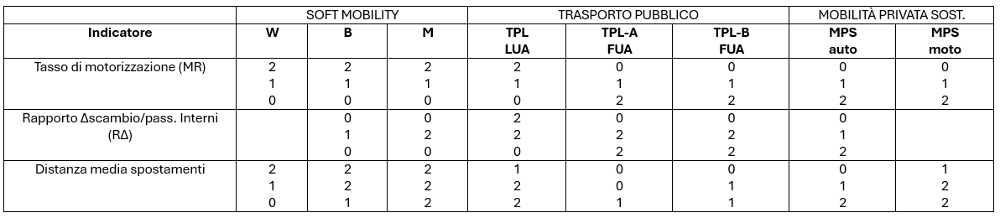 SOFT MOBILITY TRASPORTO PUBBLICO MOBILITÀ PRIVATA SOST.
Indicatore W B M TPL TPL-A TPL-B MPS MPS
LUA FUA FUA auto moto
Tasso di motorizzazione (MR) 2 2 2 2 0 0 0 0
1 1 1 1 1 1 1 1
0 0 0 0 2 2 2 2
Rapporto Δscambio/pass. Interni 0 0 2 0 0 0
(RΔ) 1 2 2 2 2 1
0 0 0 2 2 2
Distanza media spostamenti 2 2 2 1 0 0 0 1
1 2 2 2 0 1 1 2
0 1 2 2 1 1 2 2